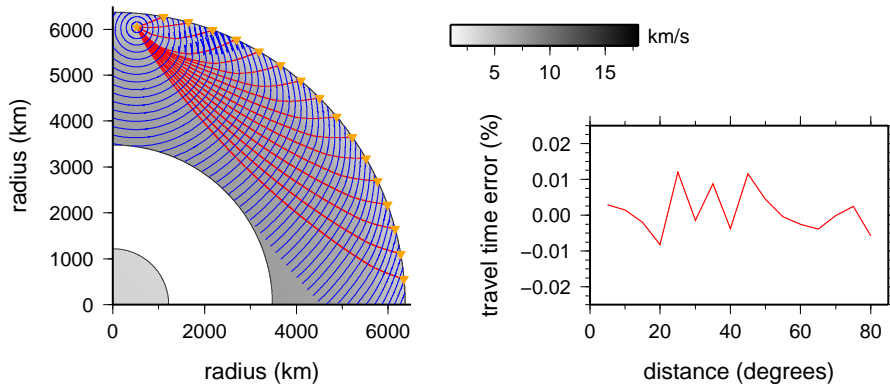 radius (km)
6000
5000
4000
3000
2000
1000
0
0 2000 4000 6000
radius (km)
km/s
5 10 15
travel time error (%)
0.02
0.01
0.00
−0.01
−0.02
0 20 40 60 80
distance (degrees)